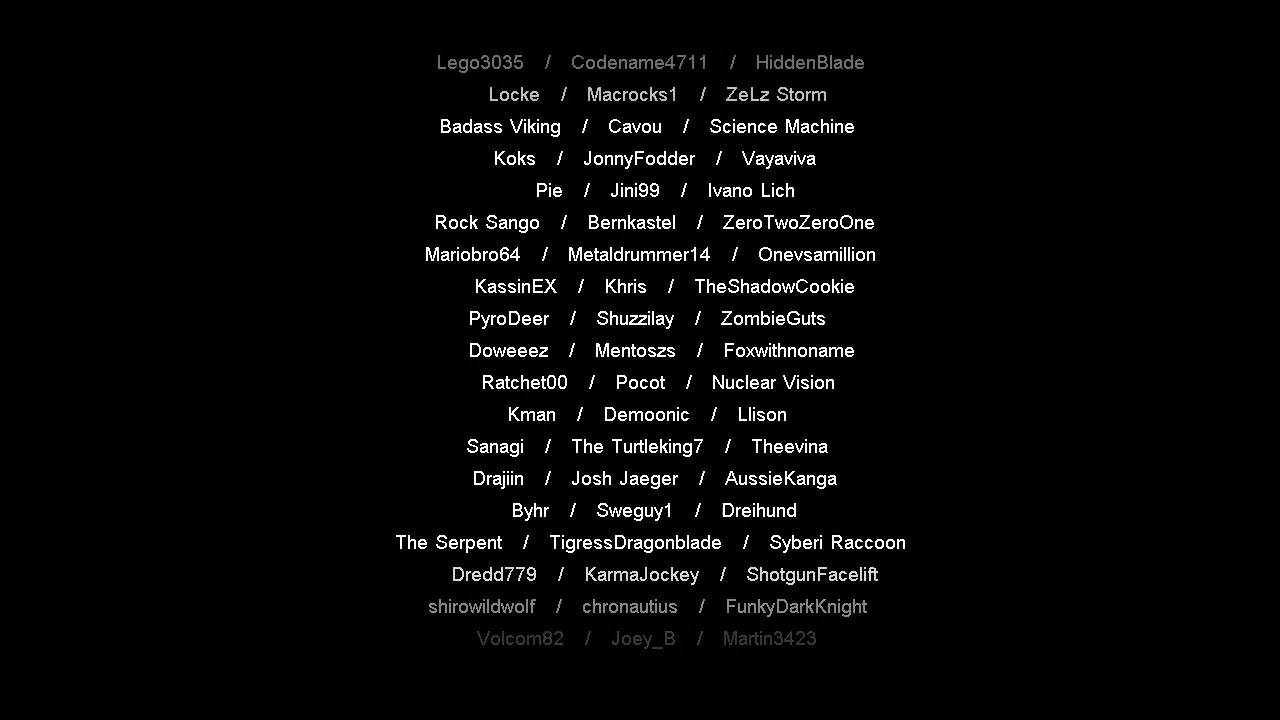 Lego3035 / Codename4711 / HiddenBlade
Locke / Macrocks1 / ZeLz Storm
Badass Viking / Cavou / Science Machine
Koks / JonnyFodder / Vayaviva
Pie / Jini99 / Ivano Lich
Rock Sango / Bernkastel / ZeroTwoZeroOne
Mariobro64 / Metaldrummer14 / Onevsamillion
KassinEX / Khris / TheShadowCookie
PyroDeer / Shuzzilay / ZombieGuts
Doweeez / Mentoszs / Foxwithnoname
Ratchet00 / Pocot / Nuclear Vision
Kman / Demoonic / Llison
Sanagi / The Turtleking7 / Theevina
Drajiin / Josh Jaeger / AussieKanga
Byhr / Sweguy1 / Dreihund
The Serpent / TigressDragonblade / Syberi Raccoon
Dredd779 / KarmaJockey / ShotgunFacelift
shirowildwolf / chronautius / FunkyDarkKnight
Volcom82 / Joey_B / Martin3423